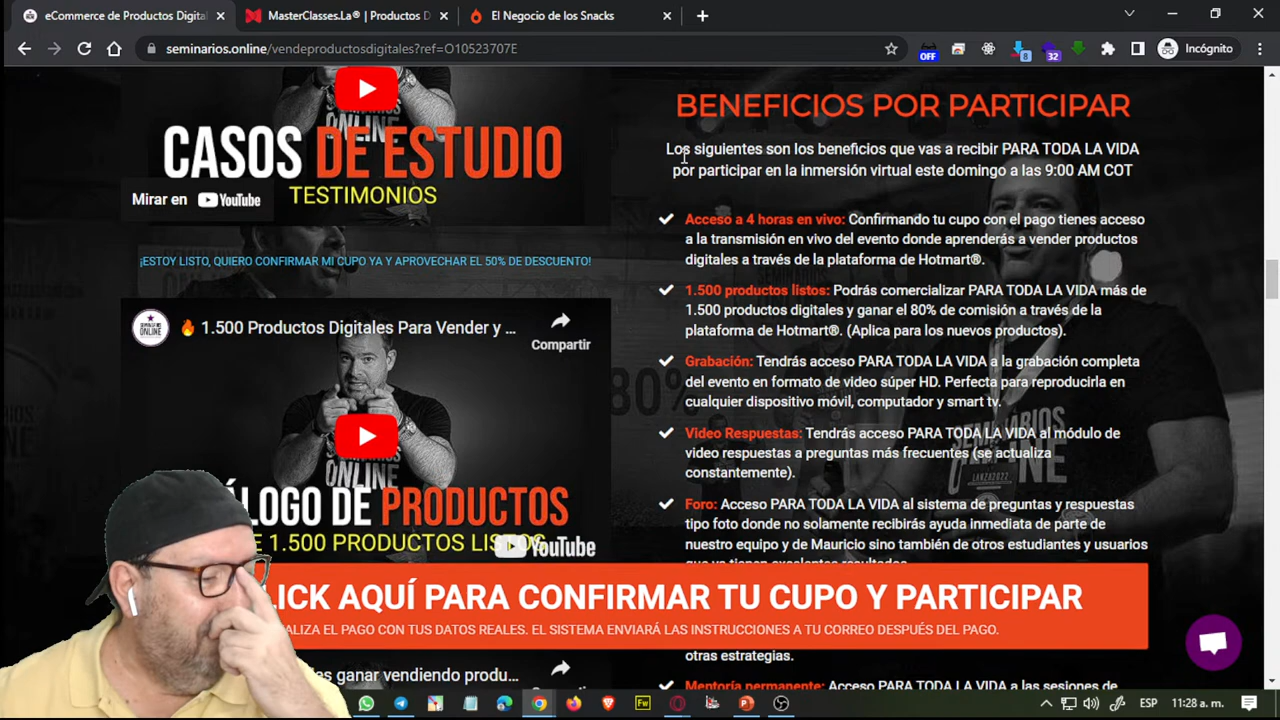 eCommerce de Productos Digital
MasterClasses.La® | Productos D
El Negocio de los Snacks
seminarios.online/vendeproductosdigitales?ref=O10523707E
OFF
8
32
Incógnito
CASOS DE ESTUDIO
TESTIMONIOS
Mirar en YouTube
¡ESTOY LISTO, QUIERO CONFIRMAR MI CUPO YA Y APROVECHAR EL 50% DE DESCUENTO!
1.500 Productos Digitales Para Vender y ...
Compartir
ÁLOGO DE PRODUCTOS
E 1.500 PRODUCTOS LISTOS
YouTube
80%
BENEFICIOS POR PARTICIPAR
Los siguientes son los beneficios que vas a recibir PARA TODA LA VIDA
por participar en la inmersión virtual este domingo a las 9:00 AM COT
Acceso a 4 horas en vivo: Confirmando tu cupo con el pago tienes acceso
a la transmisión en vivo del evento donde aprenderás a vender productos
digitales a través de la plataforma de Hotmart®.
1.500 productos listos: Podrás comercializar PARA TODA LA VIDA más de
1.500 productos digitales y ganar el 80% de comisión a través de la
plataforma de Hotmart®. (Aplica para los nuevos productos).
Grabación: Tendrás acceso PARA TODA LA VIDA a la grabación completa
del evento en formato de video súper HD. Perfecta para reproducirla en
cualquier dispositivo móvil, computador y smart tv.
Video Respuestas: Tendrás acceso PARA TODA LA VIDA al módulo de
video respuestas a preguntas más frecuentes (se actualiza
constantemente).
Foro: Acceso PARA TODA LA VIDA al sistema de preguntas y respuestas
tipo foto donde no solamente recibirás ayuda inmediata de parte de
nuestro equipo y de Mauricio sino también de otros estudiantes y usuarios
LICK AQUÍ PARA CONFIRMAR TU CUPO Y PARTICIPAR
ALIZA EL PAGO CON TUS DATOS REALES. EL SISTEMA ENVIARÁ LAS INSTRUCCIONES A TU CORREO DESPUÉS DEL PAGO.
otras estrategias.
es ganar vendiendo produ...
Mentoría permanente: Acceso PARA TODA LA VIDA a las sesiones de
ESP
11:28 a. m.